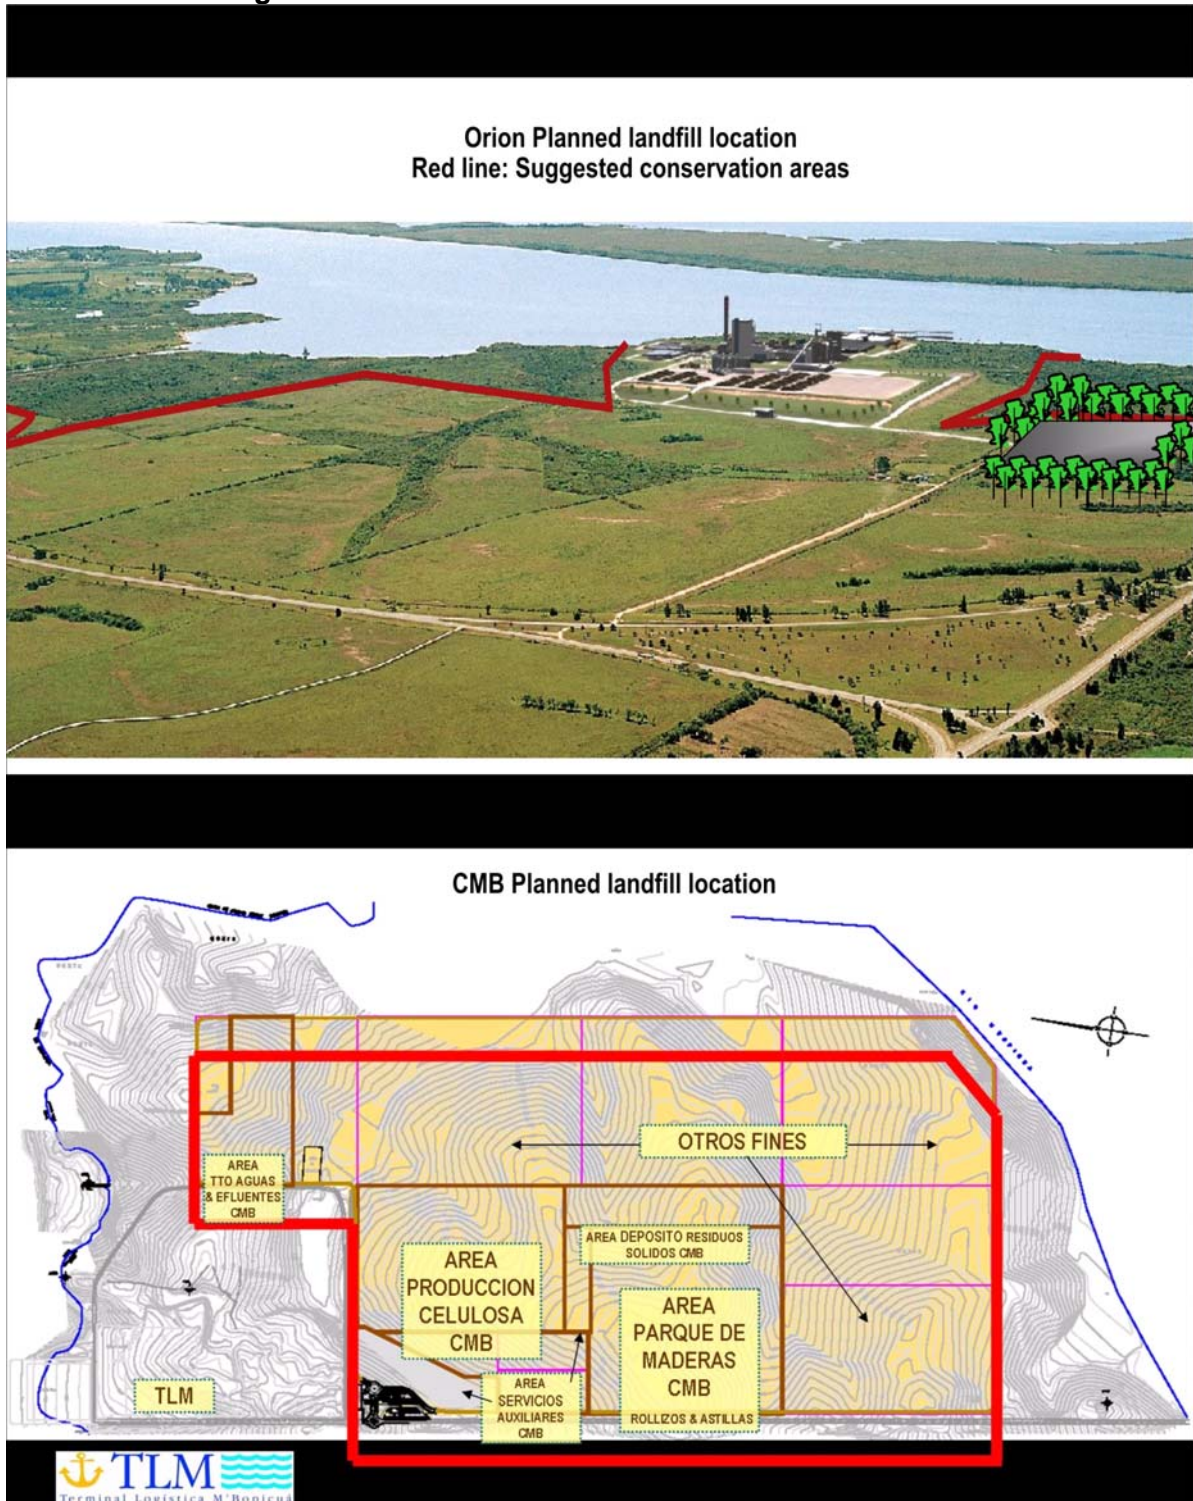 Orion Planned landfill location
Red line: Suggested conservation areas
CMB Planned landfill location
OTROS FINES
AREA
TTO AGUAS
& EFLUENTES
CMB
AREA DEPOSITO RESIDUOS
SOLIDOS CMB
AREA
PRODUCCION
CELULOSA
CMB
AREA
PARQUE DE
MADERAS
CMB
ROLLIZOS & ASTILLAS
AREA
SERVICIOS
AUXILIARES
CMB
TLM
TLM
Terminal Logística M'Bopicuá